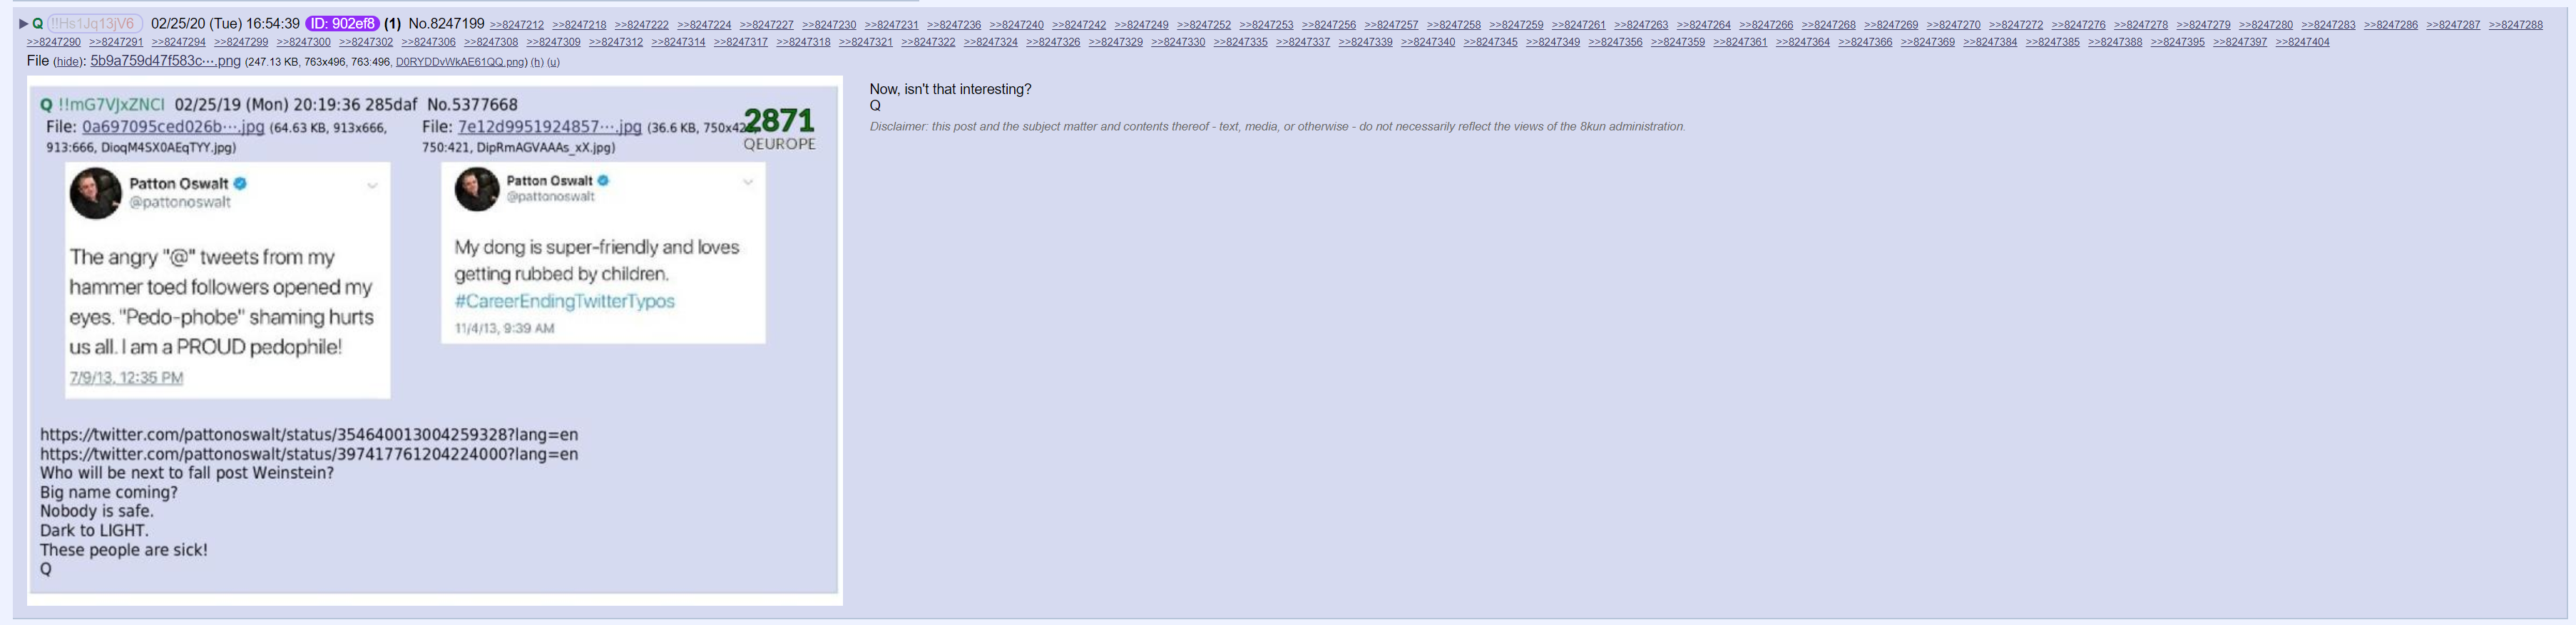 ▶ Q !!Hs1Jq13jV6 02/25/20 (Tue) 16:54:39 ID: 902ef8 (1) No.8247199 >>8247212 >>8247218 >>8247222 >>8247224 >>8247227 >>8247230 >>8247231 >>8247236 >>8247240 >>8247242 >>8247249 >>8247252 >>8247253 >>8247256 >>8247257 >>8247258 >>8247259 >>8247261 >>8247263 >>8247264 >>8247266 >>8247268 >>8247269 >>8247270 >>8247272 >>8247276 >>8247278 >>8247279 >>8247280 >>8247283 >>8247286 >>8247287 >>8247288
>>8247290 >>8247291 >>8247294 >>8247299 >>8247300 >>8247302 >>8247306 >>8247308 >>8247309 >>8247312 >>8247314 >>8247317 >>8247318 >>8247321 >>8247322 >>8247324 >>8247326 >>8247329 >>8247330 >>8247335 >>8247337 >>8247339 >>8247340 >>8247345 >>8247349 >>8247356 >>8247359 >>8247361 >>8247364 >>8247366 >>8247369 >>8247384 >>8247385 >>8247388 >>8247395 >>8247397 >>8247404
File (hide): 5b9a759d47f583c⋯.png (247.13 KB, 763x496, 763:496, D0RYDDvWkAE61QQ.png) (h) (u)
Q !!mG7VJxZNCI 02/25/19 (Mon) 20:19:36 285daf No.5377668
2871
QEUROPE
File: 0a697095ced026b⋯.jpg (64.63 KB, 913x666,
913:666, DioqM4SX0AEqTYY.jpg)
File: 7e12d9951924857⋯.jpg (36.6 KB, 750x421,
750:421, DipRmAGVAAAs_xX.jpg)
Patton Oswalt
@pattonoswalt
The angry "@" tweets from my
hammer toed followers opened my
eyes. "Pedo-phobe" shaming hurts
us all. I am a PROUD pedophile!
7/9/13, 12:35 PM
Patton Oswalt
@pattonoswalt
My dong is super-friendly and loves
getting rubbed by children.
#CareerEndingTwitterTypos
11/4/13, 9:39 AM
https://twitter.com/pattonoswalt/status/354640013004259328?lang=en
https://twitter.com/pattonoswalt/status/397417761204224000?lang=en
Who will be next to fall post Weinstein?
Big name coming?
Nobody is safe.
Dark to LIGHT.
These people are sick!
Q
Now, isn't that interesting?
Q
Disclaimer: this post and the subject matter and contents thereof - text, media, or otherwise - do not necessarily reflect the views of the 8kun administration.